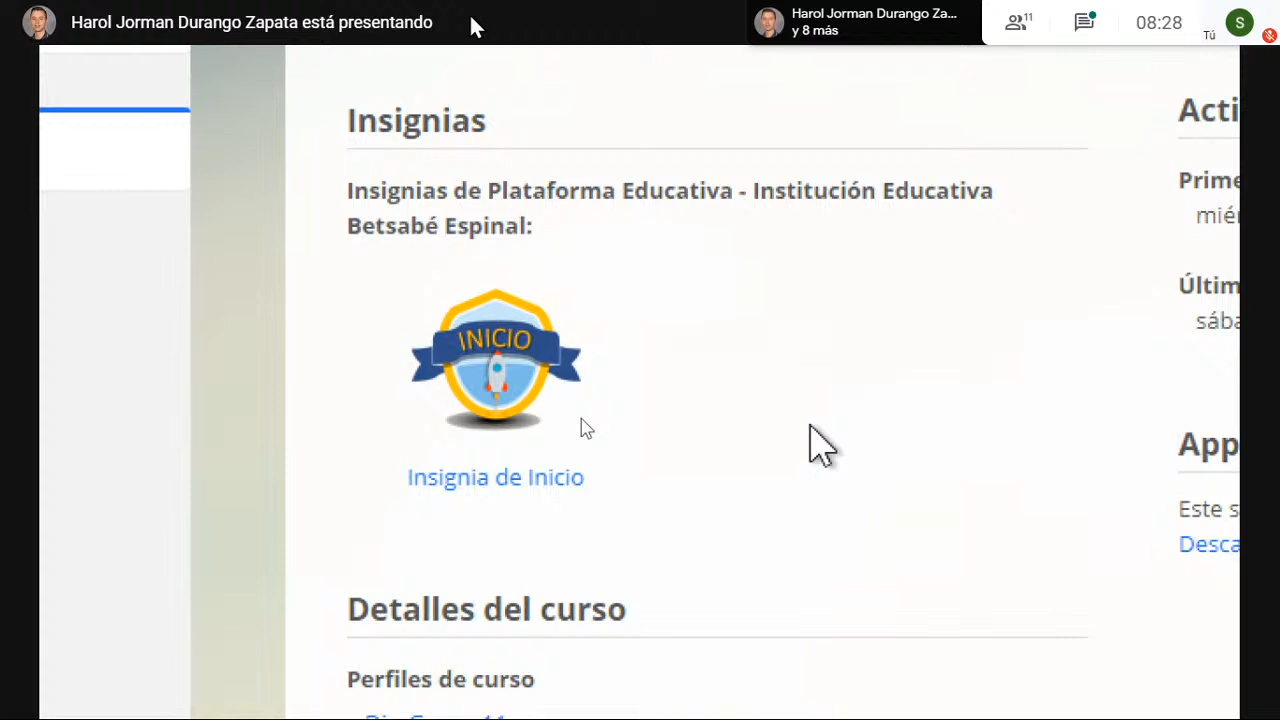 Harol Jorman Durango Zapata está presentando
Harol Jorman Durango Za...
y 8 más
11
08:28
Tú
S
Insignias
Insignias de Plataforma Educativa - Institución Educativa
Betsabé Espinal:
INICIO
Insignia de Inicio
Detalles del curso
Perfiles de curso
Acti
Prime
miér
Últim
sába
App
Este s
Desca